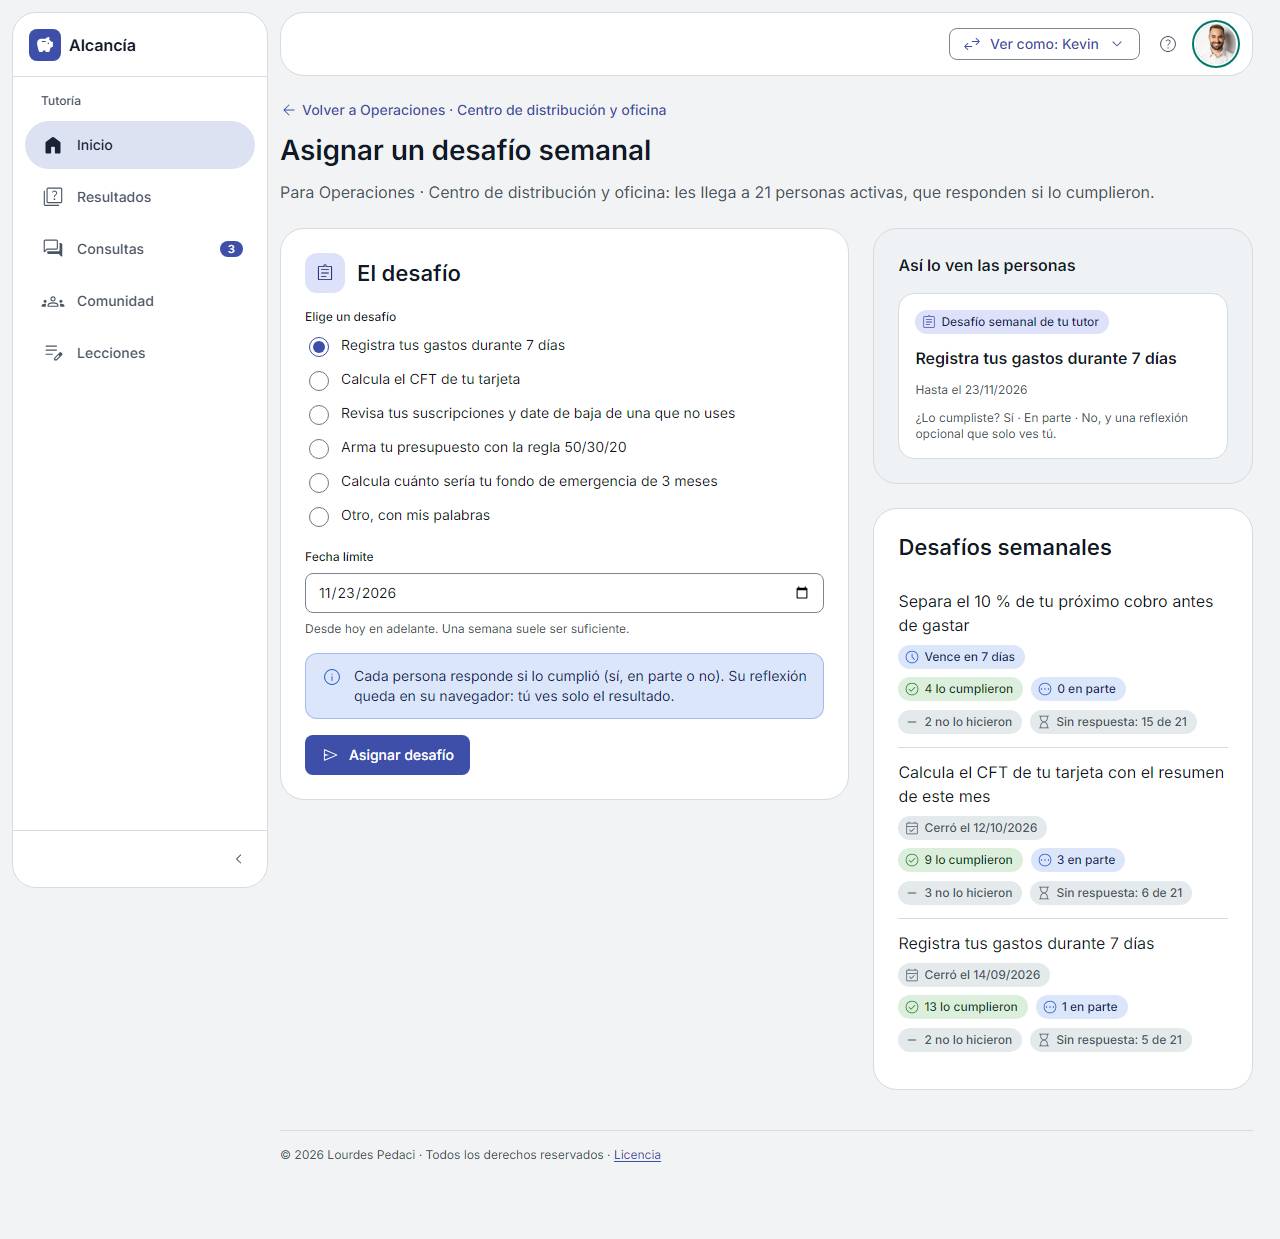 Alcancía
Ver como: Kevin
Tutoría
Inicio
Resultados
Consultas
3
Comunidad
Lecciones
Volver a Operaciones · Centro de distribución y oficina
Asignar un desafío semanal
Para Operaciones · Centro de distribución y oficina: les llega a 21 personas activas, que responden si lo cumplieron.
El desafío
Elige un desafío
Registra tus gastos durante 7 días
Calcula el CFT de tu tarjeta
Revisa tus suscripciones y date de baja de una que no uses
Arma tu presupuesto con la regla 50/30/20
Calcula cuánto sería tu fondo de emergencia de 3 meses
Otro, con mis palabras
Fecha límite
11/23/2026
Desde hoy en adelante. Una semana suele ser suficiente.
Cada persona responde si lo cumplió (sí, en parte o no). Su reflexión
queda en su navegador: tú ves solo el resultado.
Asignar desafío
Así lo ven las personas
Desafío semanal de tu tutor
Registra tus gastos durante 7 días
Hasta el 23/11/2026
¿Lo cumpliste? Sí · En parte · No, y una reflexión
opcional que solo ves tú.
Desafíos semanales
Separa el 10 % de tu próximo cobro antes
de gastar
Vence en 7 días
4 lo cumplieron
0 en parte
2 no lo hicieron
Sin respuesta: 15 de 21
Calcula el CFT de tu tarjeta con el resumen
de este mes
Cerró el 12/10/2026
9 lo cumplieron
3 en parte
3 no lo hicieron
Sin respuesta: 6 de 21
Registra tus gastos durante 7 días
Cerró el 14/09/2026
13 lo cumplieron
1 en parte
2 no lo hicieron
Sin respuesta: 5 de 21
© 2026 Lourdes Pedaci · Todos los derechos reservados · Licencia